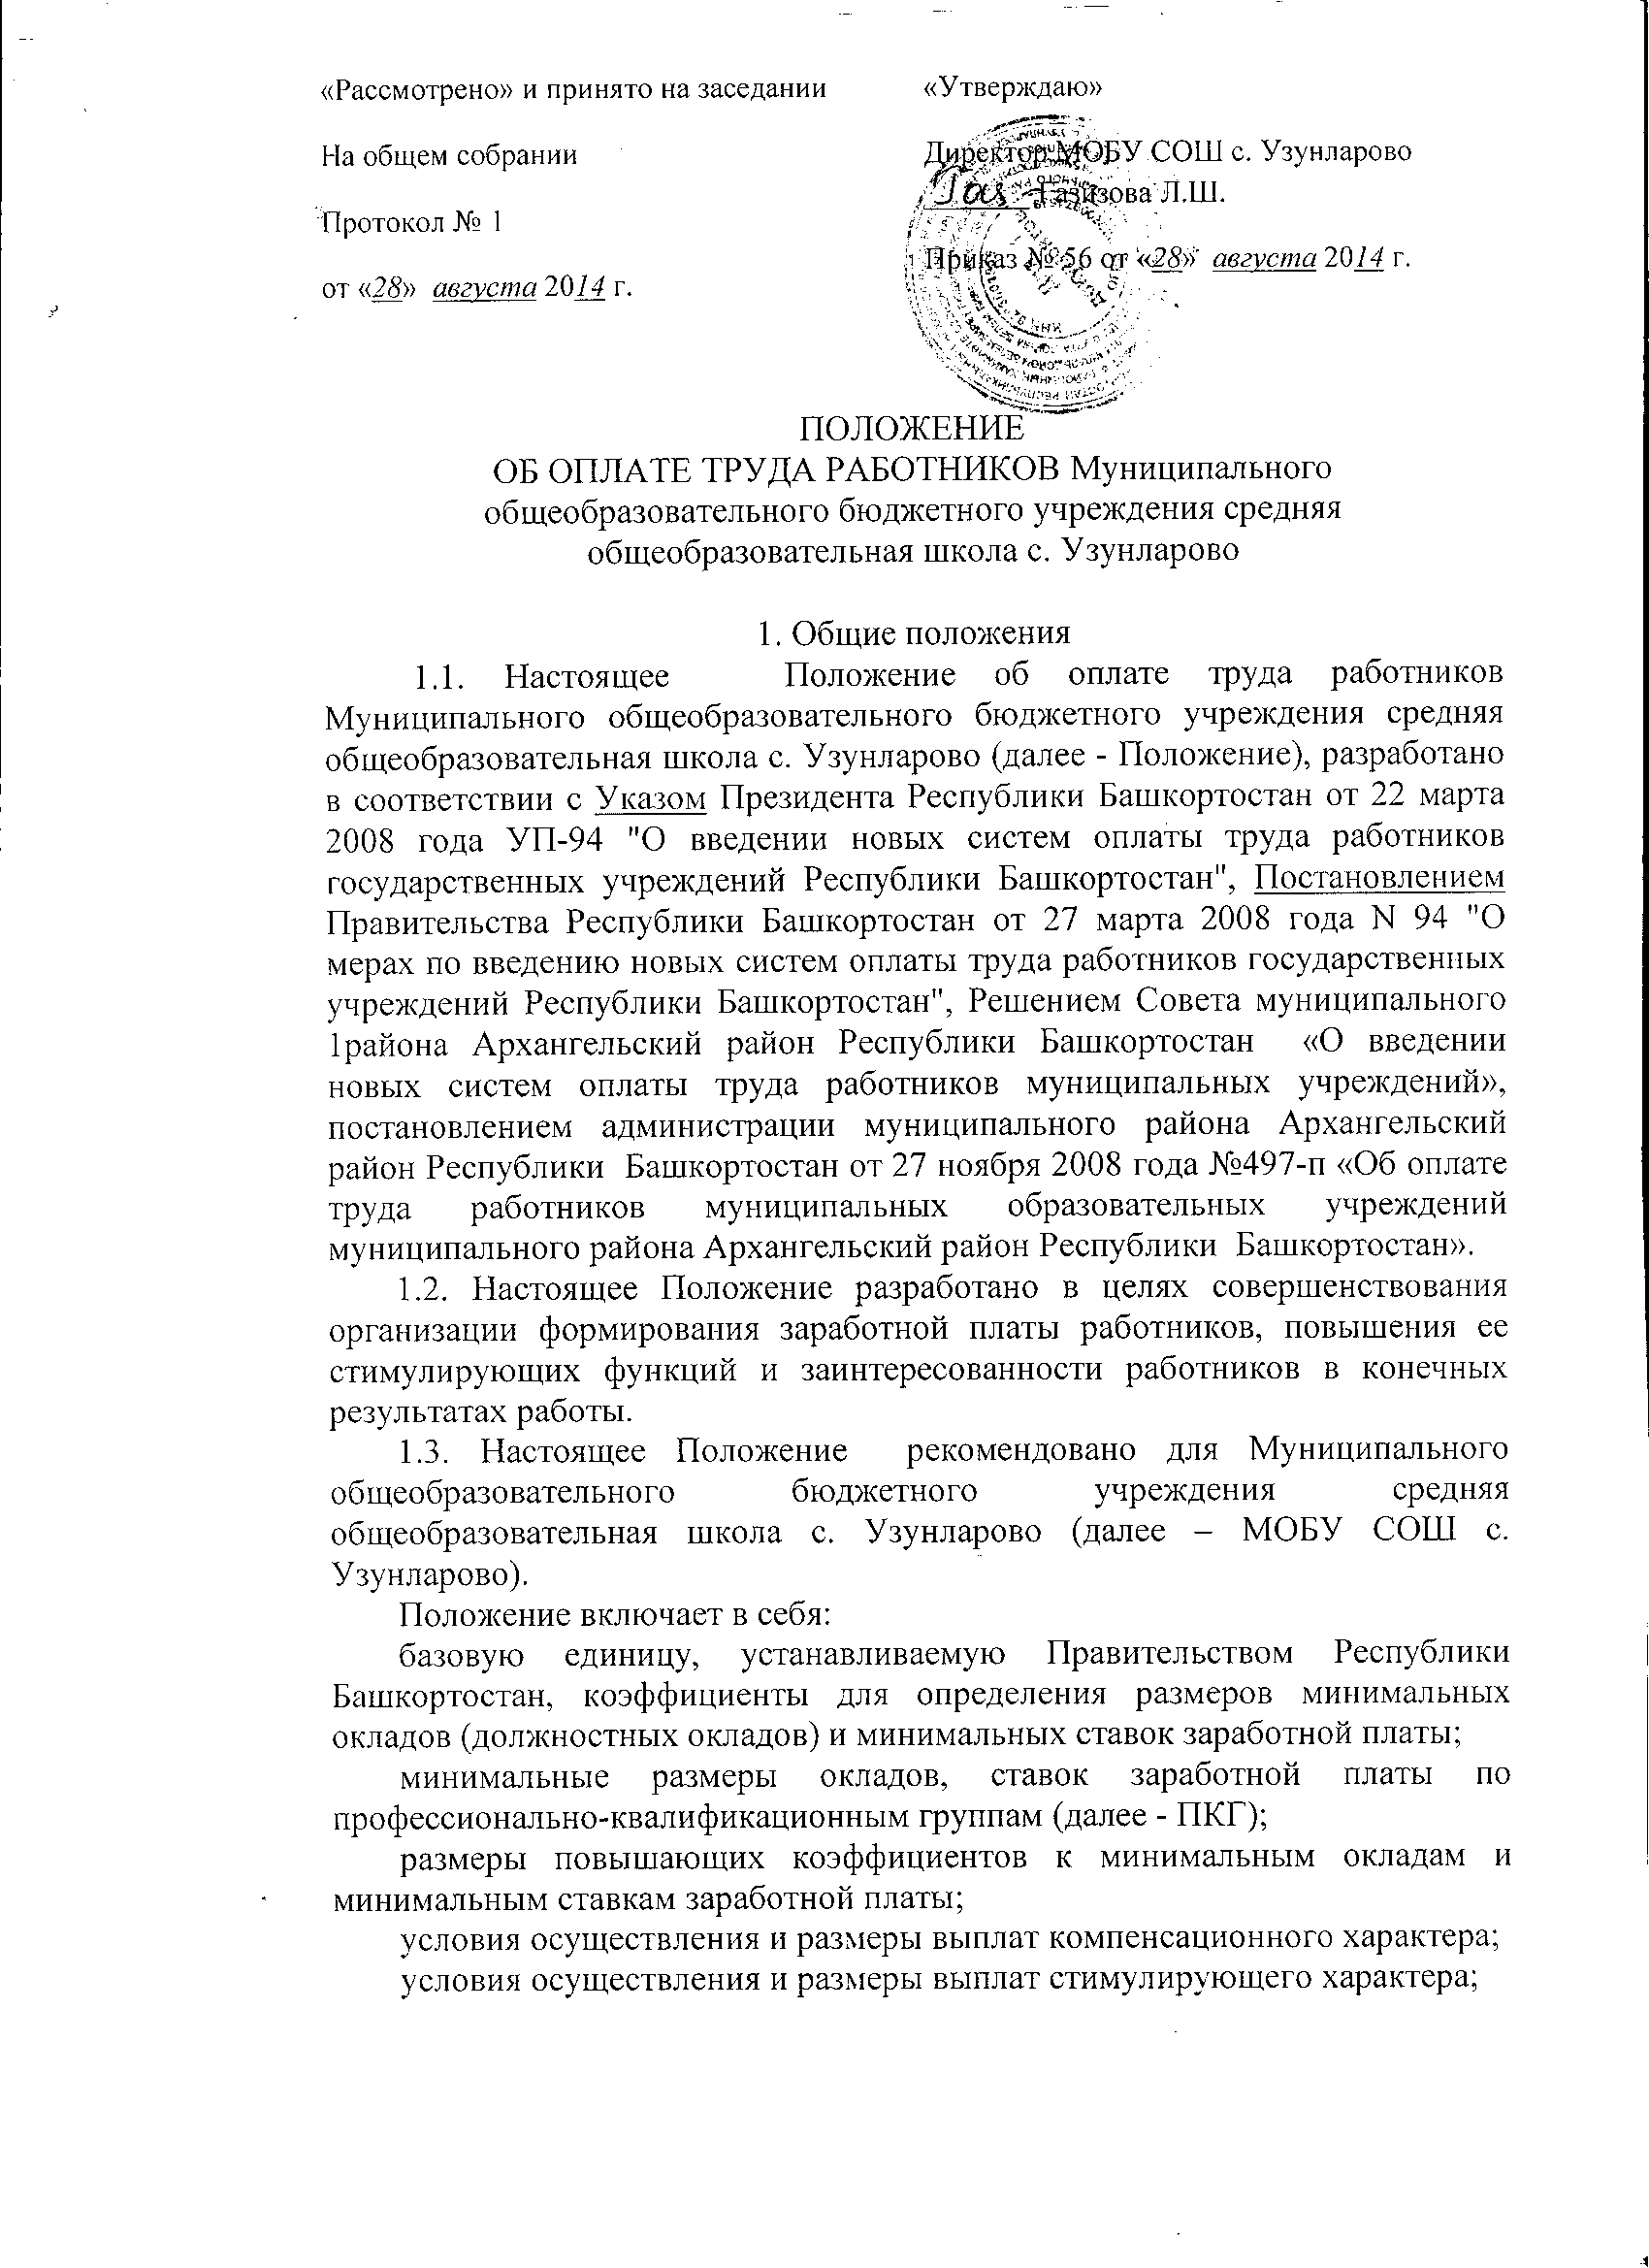 «Рассмотрено» и принято на заседании
На общем собрании
Протокол № 1
от «28» августа 2014 г.
«Утверждаю»
Директор МОБУ СОШ с. Узунларово
Газизова Л.Ш.
Приказ № 56 от «28» августа 2014 г.
ПОЛОЖЕНИЕ
ОБ ОПЛАТЕ ТРУДА РАБОТНИКОВ Муниципального
общеобразовательного бюджетного учреждения средняя
общеобразовательная школа с. Узунларово
1. Общие положения
1.1. Настоящее Положение об оплате труда работников
Муниципального общеобразовательного бюджетного учреждения средняя
общеобразовательная школа с. Узунларово (далее - Положение), разработано
в соответствии с Указом Президента Республики Башкортостан от 22 марта
2008 года УП-94 "О введении новых систем оплаты труда работников
государственных учреждений Республики Башкортостан", Постановлением
Правительства Республики Башкортостан от 27 марта 2008 года N 94 "О
мерах по введению новых систем оплаты труда работников государственных
учреждений Республики Башкортостан", Решением Совета муниципального
1района Архангельский район Республики Башкортостан «О введении
новых систем оплаты труда работников муниципальных учреждений»,
постановлением администрации муниципального района Архангельский
район Республики Башкортостан от 27 ноября 2008 года №497-п «Об оплате
труда работников муниципальных образовательных учреждений
муниципального района Архангельский район Республики Башкортостан».
1.2. Настоящее Положение разработано в целях совершенствования
организации формирования заработной платы работников, повышения ее
стимулирующих функций и заинтересованности работников в конечных
результатах работы.
1.3. Настоящее Положение рекомендовано для Муниципального
общеобразовательного бюджетного учреждения средняя
общеобразовательная школа с. Узунларово (далее – МОБУ СОШ с.
Узунларово).
Положение включает в себя:
базовую единицу, устанавливаемую Правительством Республики
Башкортостан, коэффициенты для определения размеров минимальных
окладов (должностных окладов) и минимальных ставок заработной платы;
минимальные размеры окладов, ставок заработной платы по
профессионально-квалификационным группам (далее - ПКГ);
размеры повышающих коэффициентов к минимальным окладам и
минимальным ставкам заработной платы;
условия осуществления и размеры выплат компенсационного характера;
условия осуществления и размеры выплат стимулирующего характера;